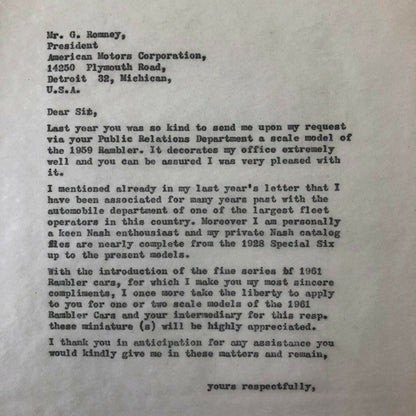 Mr. G. Romney,
President
American Motors Corporation,
14250 Plymouth Road,
Detroit 32, Michican,
U.S.A.
Dear Sir,
Last year you was so kind to send me upon my request
via your Public Relations Department a scale model of
the 1959 Rambler. It decorates my office extremely
well and you can be assured I was very pleased with
it.
I mentioned already in my last year's letter that I
have been associated for many years past with the
automobile department of one of the largest fleet
operators in this country. Moreover I am personally
a keen Nash enthusiast and my private Nash catalog
files are nearly complete from the 1928 Special Six
up to the present models.
With the introduction of the fine series of 1961
Rambler cars, for which I make you my most sincere
compliments, I once more take the liberty to apply
to you for one or two scale models of the 1961
Rambler Cars and your intermediary for this resp.
these miniature (s) will be highly appreciated.
I thank you in anticipation for any assistance you
would kindly give me in these matters and remain,
yours respectfully,